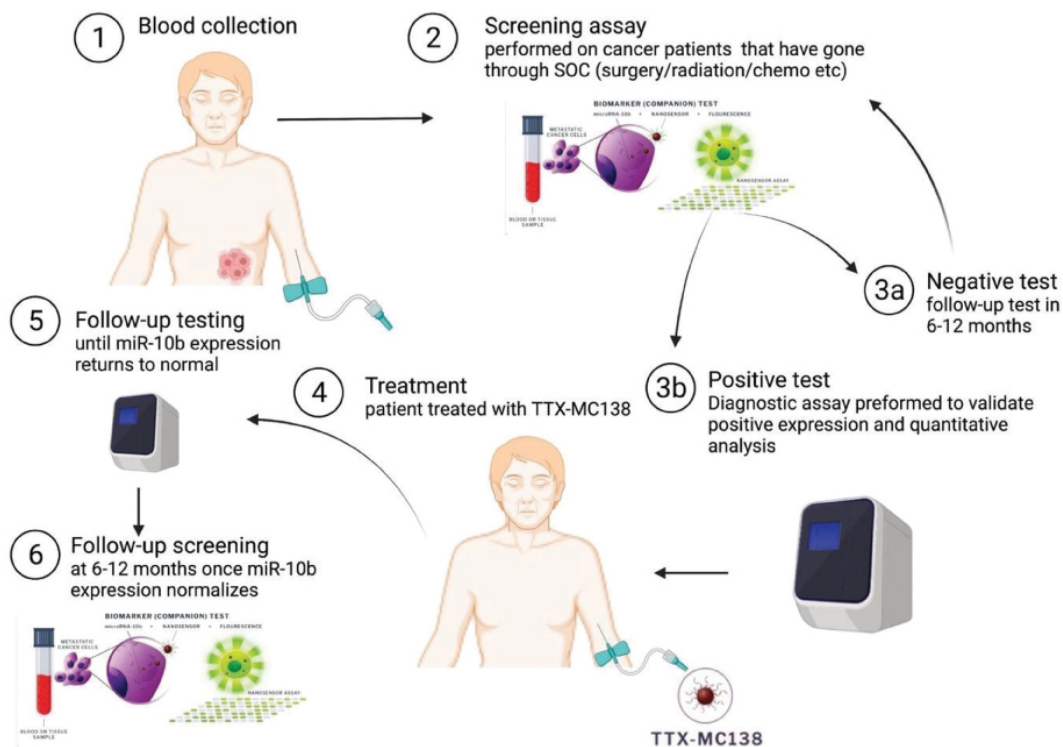 1
Blood collection
2
Screening assay
performed on cancer patients that have gone
through SOC (surgery/radiation/chemo etc)
BIOMARKER (COMPANION) TEST
microRNA-10b • NANOSENSOR • FLOURESCENCE
METASTATIC
CANCER CELLS
NANOSENSOR ASSAY
BLOOD OR TISSUE
SAMPLE
3a
Negative test
follow-up test in
6-12 months
3b
Positive test
Diagnostic assay preformed to validate
positive expression and quantitative
analysis
4
Treatment
patient treated with TTX-MC138
TTX-MC138
5
Follow-up testing
until miR-10b expression
returns to normal
6
Follow-up screening
at 6-12 months once miR-10b
expression normalizes
BIOMARKER (COMPANION) TEST
microRNA-10b • NANOSENSOR • FLOURESCENCE
METASTATIC
CANCER CELLS
NANOSENSOR ASSAY
BLOOD OR TISSUE
SAMPLE